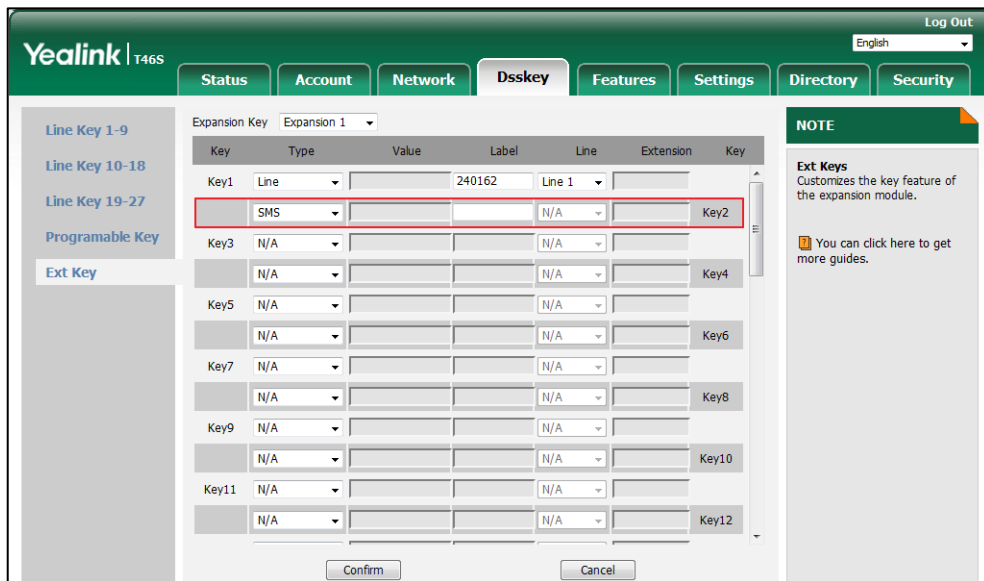 Log Out
Yealink T46S
English
Status Account Network Dsskey Features Settings Directory Security
Line Key 1-9
Line Key 10-18
Line Key 19-27
Programable Key
Ext Key
Expansion Key Expansion 1
Key Type Value Label Line Extension Key
Key1 Line 240162 Line 1
SMS N/A Key2
Key3 N/A N/A
N/A N/A Key4
Key5 N/A N/A
N/A N/A Key6
Key7 N/A N/A
N/A N/A Key8
Key9 N/A N/A
N/A N/A Key10
Key11 N/A N/A
N/A N/A Key12
Confirm Cancel
NOTE
Ext Keys
Customizes the key feature of
the expansion module.
You can click here to get
more guides.